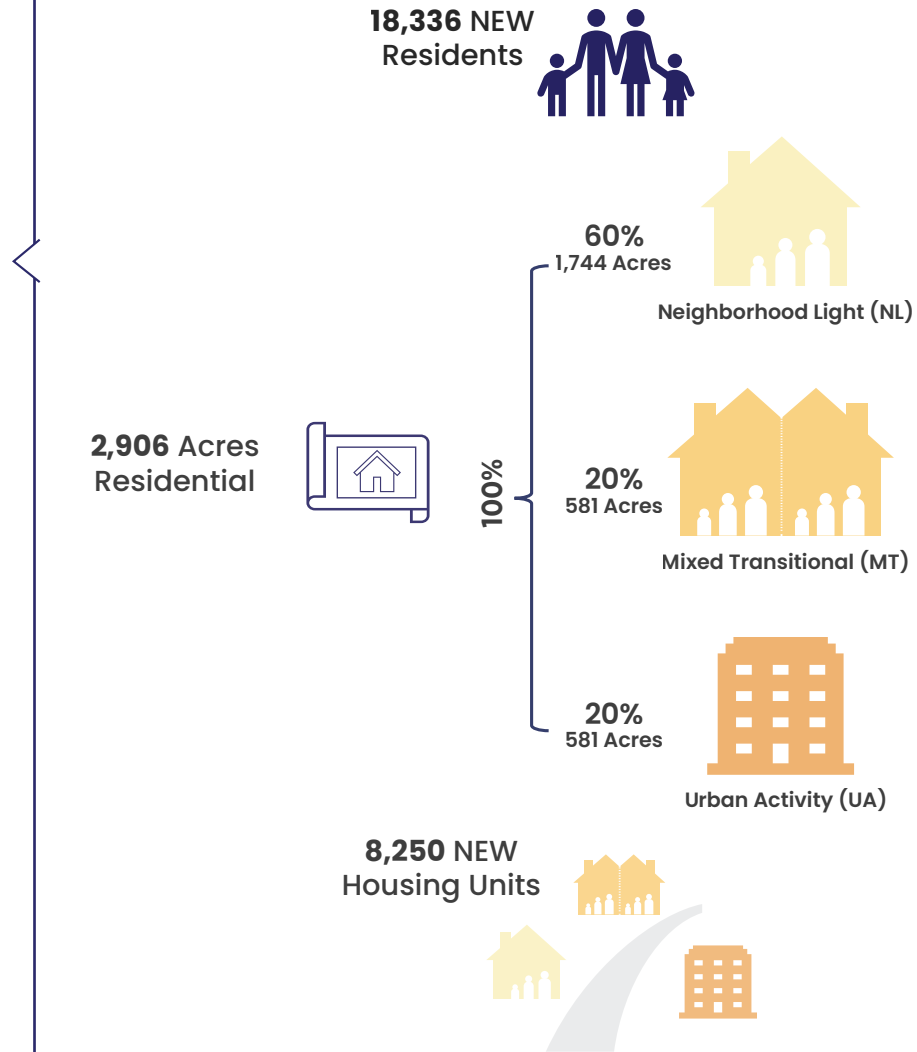 18,336 NEW
Residents
60%
1,744 Acres
Neighborhood Light (NL)
2,906 Acres
Residential
100%
20%
581 Acres
Mixed Transitional (MT)
20%
581 Acres
Urban Activity (UA)
8,250 NEW
Housing Units